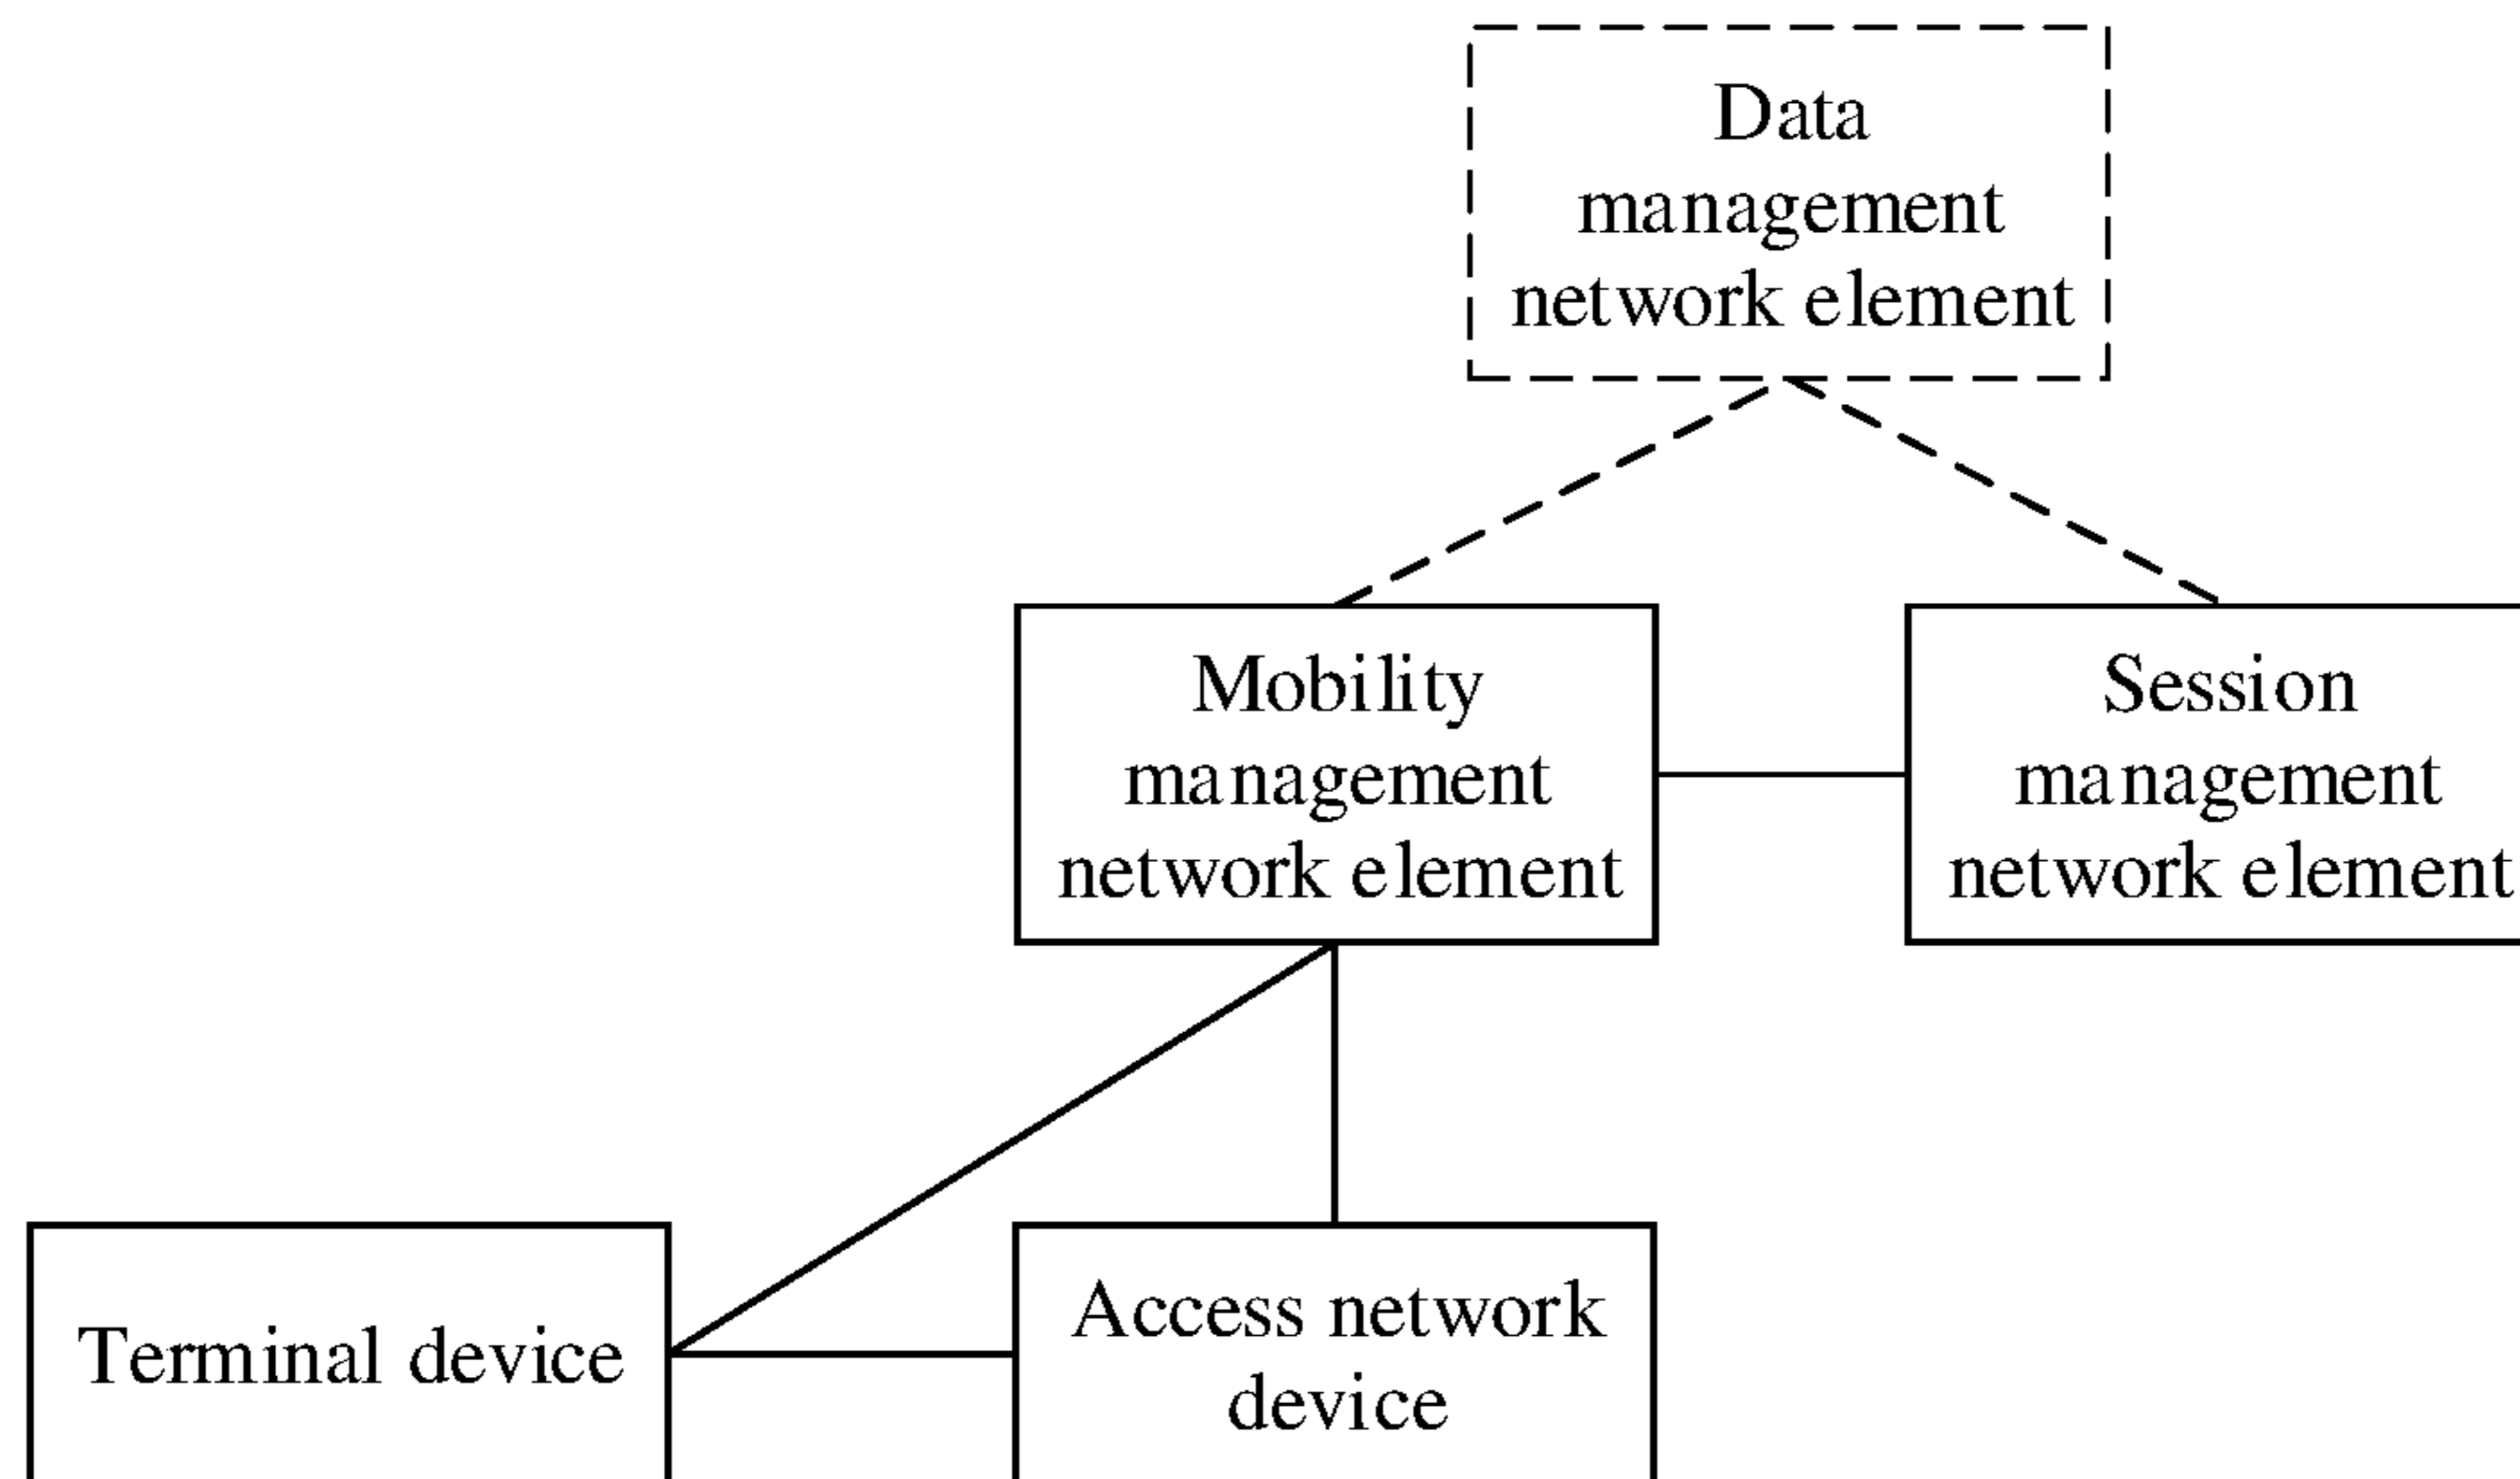 Data
management
network element
Mobility
management
network element
Session
management
network element
Terminal device
Access network
device